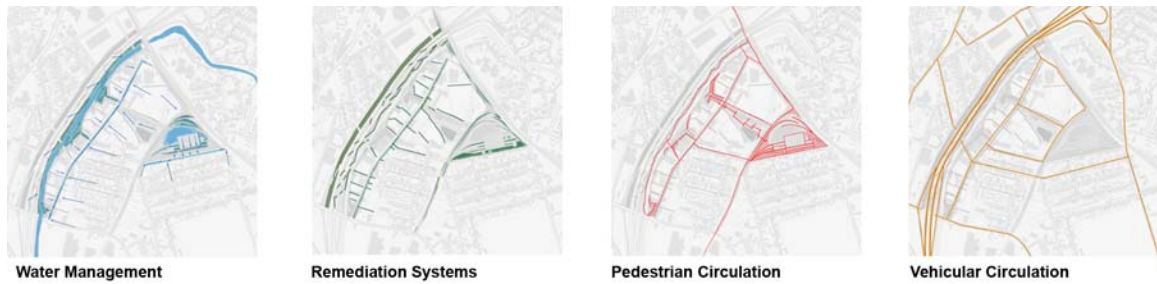 Water Management
Remediation Systems
Pedestrian Circulation
Vehicular Circulation